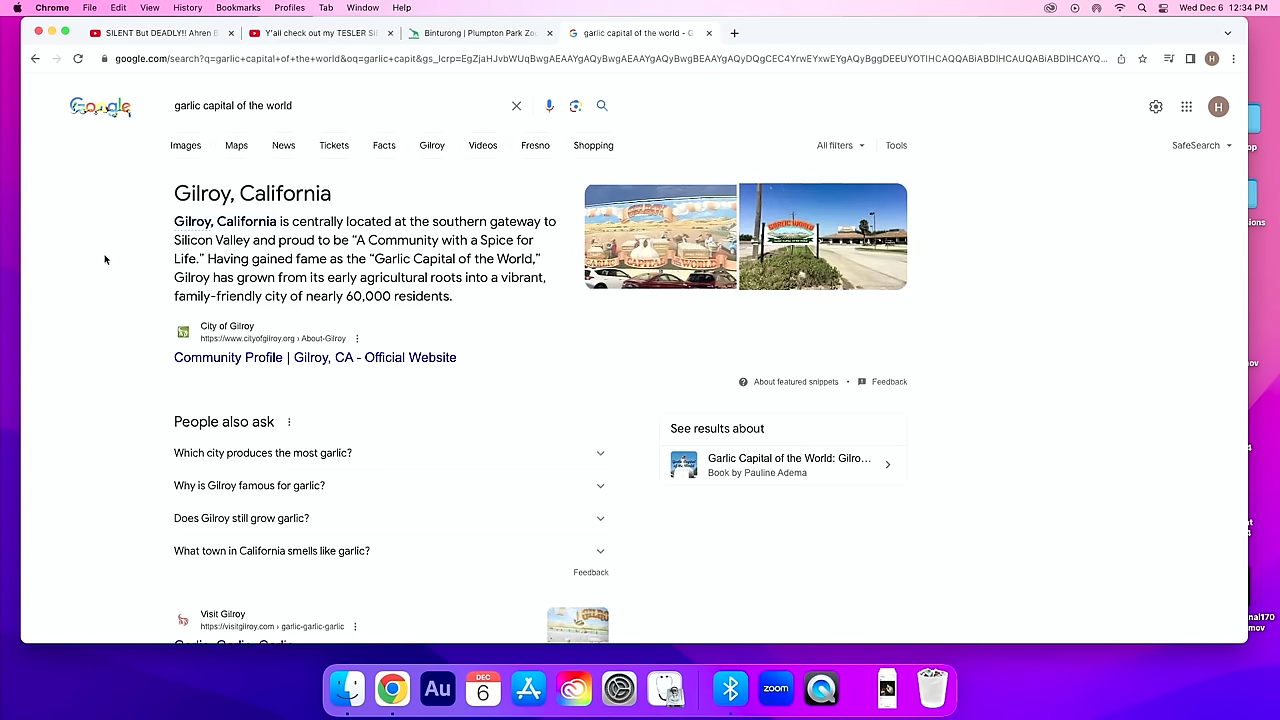 Chrome File Edit View History Bookmarks Profiles Tab Window Help Wed Dec 6 12:34 PM
SILENT But DEADLY!! Ahren B Y'all check out my TESLER SI Binturong | Plumpton Park Zoo garlic capital of the world - G
google.com/search?q=garlic+capital+of+the+world&oq=garlic+capit&gs_lcrp=
Google garlic capital of the world H
Images Maps News Tickets Facts Gilroy Videos Fresno Shopping All filters Tools SafeSearch
Gilroy, California
Gilroy, California is centrally located at the southern gateway to
Silicon Valley and proud to be “A Community with a Spice for
Life.” Having gained fame as the “Garlic Capital of the World,”
Gilroy has grown from its early agricultural roots into a vibrant,
family-friendly city of nearly 60,000 residents.
GILROY
GARLIC CAPITAL WORLD
GARLIC WORLD
City of Gilroy
https://www.cityofgilroy.org › About-Gilroy
Community Profile | Gilroy, CA - Official Website
About featured snippets • Feedback
People also ask
Which city produces the most garlic?
Why is Gilroy famous for garlic?
Does Gilroy still grow garlic?
What town in California smells like garlic?
Feedback
See results about
Garlic Capital of the World: Gilro…
Book by Pauline Adema
Visit Gilroy
https://visitgilroy.com › garlic-garlic-garlic
Au DEC 6 zoom